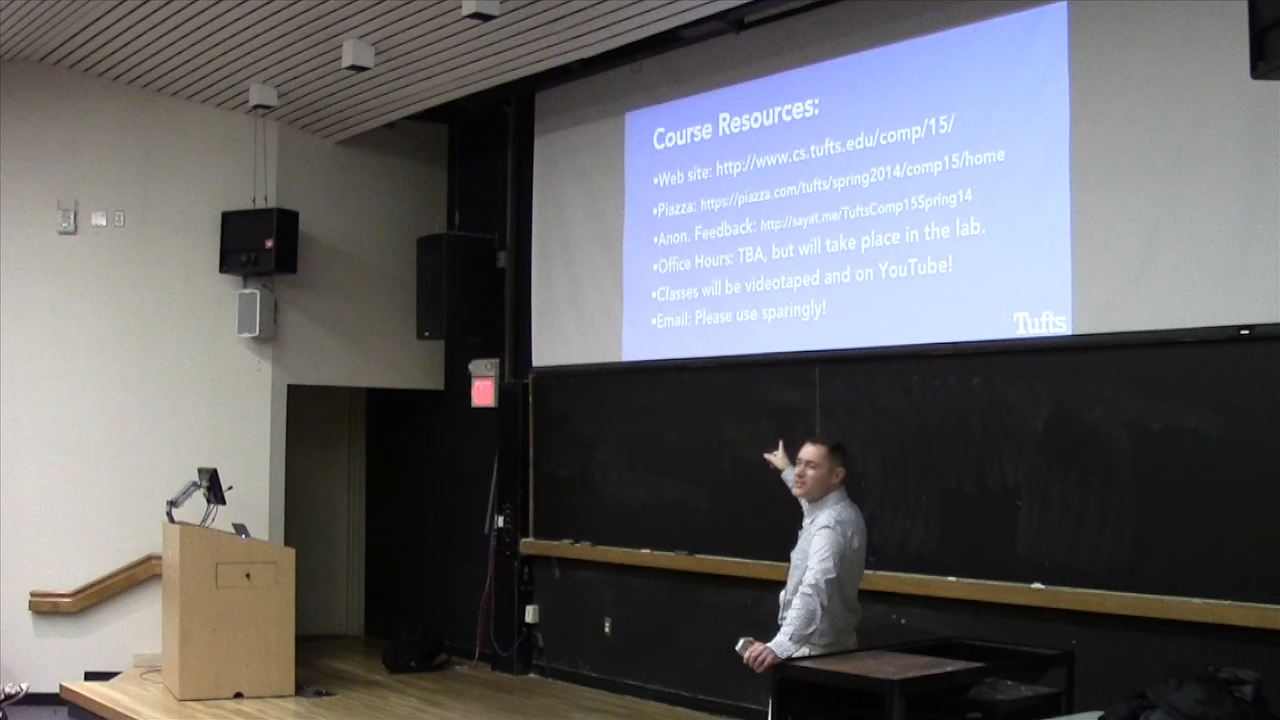 Course Resources:
•Web site: http://www.cs.tufts.edu/comp/15/
•Piazza: https://piazza.com/tufts/spring2014/comp15/home
•Anon. Feedback: http://sayat.me/TuftsComp15Spring14
•Office Hours: TBA, but will take place in the lab.
•Classes will be videotaped and on YouTube!
•Email: Please use sparingly!
Tufts